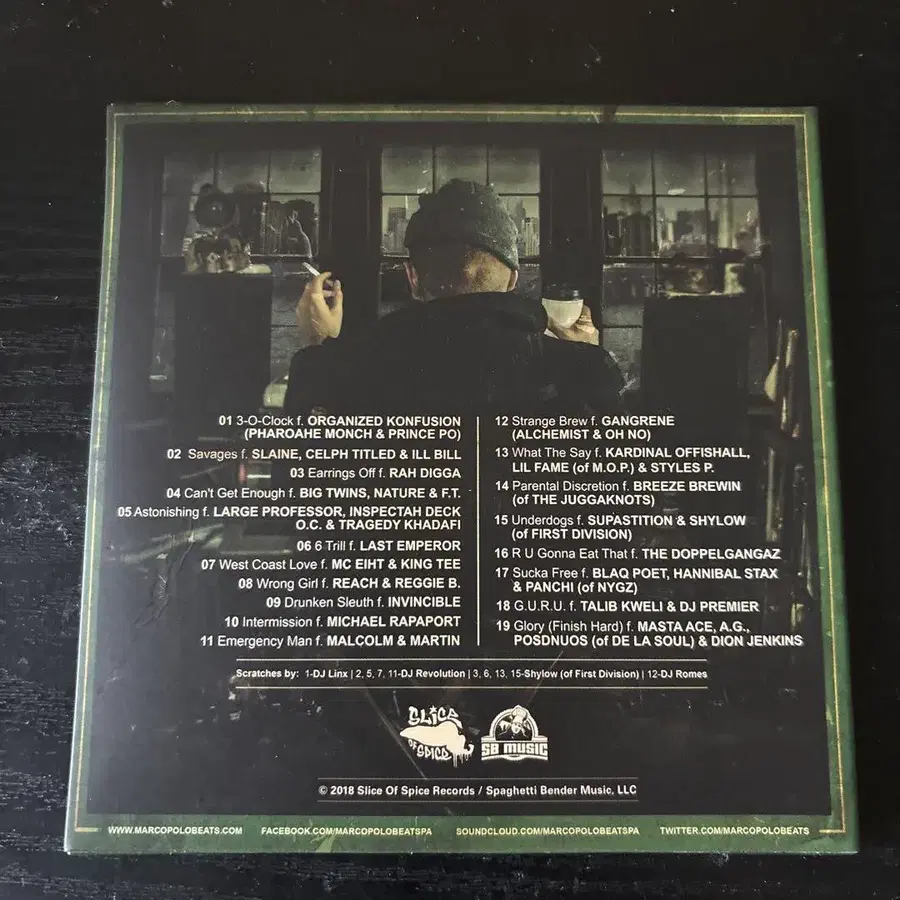 01 3-O-Clock f. ORGANIZED KONFUSION
(PHAROAHE MONCH & PRINCE PO)
02 Savages f. SLAINE, CELPH TITLED & ILL BILL
03 Earrings Off f. RAH DIGGA
04 Can't Get Enough f. BIG TWINS, NATURE & F.T.
05 Astonishing f. LARGE PROFESSOR, INSPECTAH DECK
O.C. & TRAGEDY KHADAFI
06 6 Trill f. LAST EMPEROR
07 West Coast Love f. MC EIHT & KING TEE
08 Wrong Girl f. REACH & REGGIE B.
09 Drunken Sleuth f. INVINCIBLE
10 Intermission f. MICHAEL RAPAPORT
11 Emergency Man f. MALCOLM & MARTIN
12 Strange Brew f. GANGRENE
(ALCHEMIST & OH NO)
13 What The Say f. KARDINAL OFFISHALL,
LIL FAME (of M.O.P.) & STYLES P.
14 Parental Discretion f. BREEZE BREWIN
(of THE JUGGAKNOTS)
15 Underdogs f. SUPASTITION & SHYLOW
(of FIRST DIVISION)
16 R U Gonna Eat That f. THE DOPPELGANGAZ
17 Sucka Free f. BLAQ POET, HANNIBAL STAX
& PANCHI (of NYGZ)
18 G.U.R.U. f. TALIB KWELI & DJ PREMIER
19 Glory (Finish Hard) f. MASTA ACE, A.G.,
POSDNUOS (of DE LA SOUL) & DION JENKINS
Scratches by: 1-DJ Linx | 2, 5, 7, 11-DJ Revolution | 3, 6, 13, 15-Shylow (of First Division) | 12-DJ Romes
SLICE
OF SPICE
SB MUSIC
© 2018 Slice Of Spice Records / Spaghetti Bender Music, LLC
WWW.MARCOPOLOBEATS.COM FACEBOOK.COM/MARCOPOLOBEATSPA SOUNDCLOUD.COM/MARCOPOLOBEATSPA TWITTER.COM/MARCOPOLOBEATS